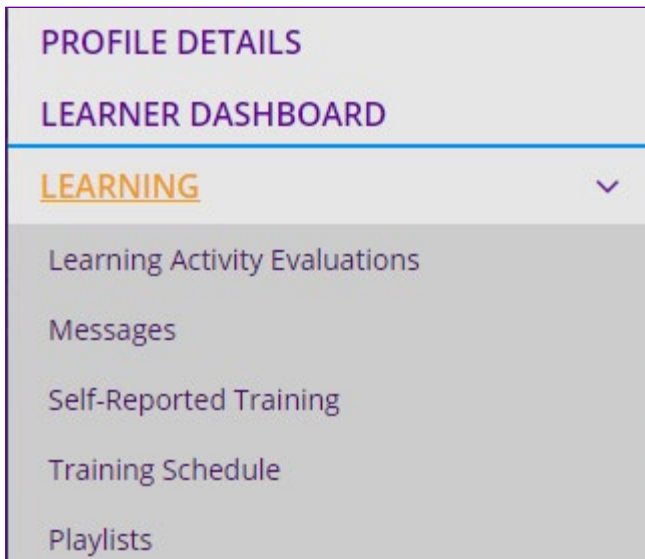 PROFILE DETAILS
LEARNER DASHBOARD
LEARNING
Learning Activity Evaluations
Messages
Self-Reported Training
Training Schedule
Playlists